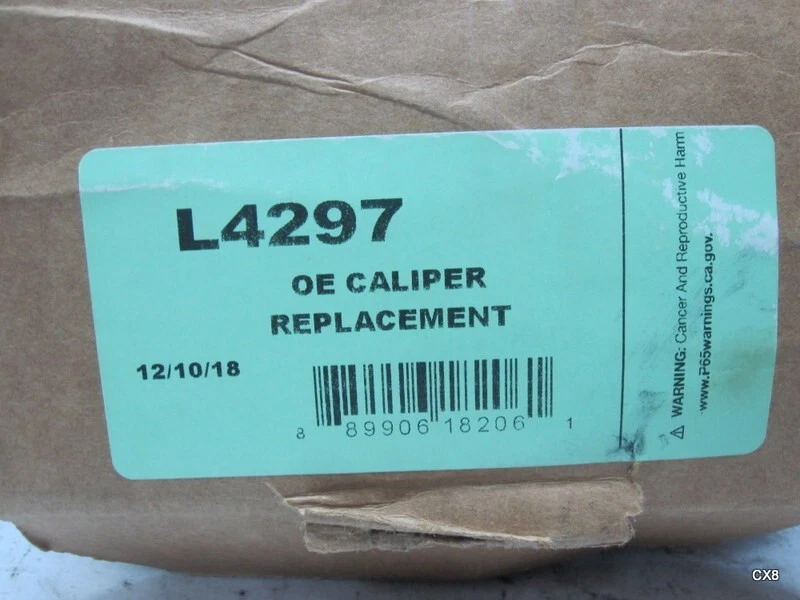 L4297
OE CALIPER
REPLACEMENT
12/10/18
8 89906 18206 1
⚠ WARNING: Cancer And Reproductive Harm
www.P65warnings.ca.gov.
CX8